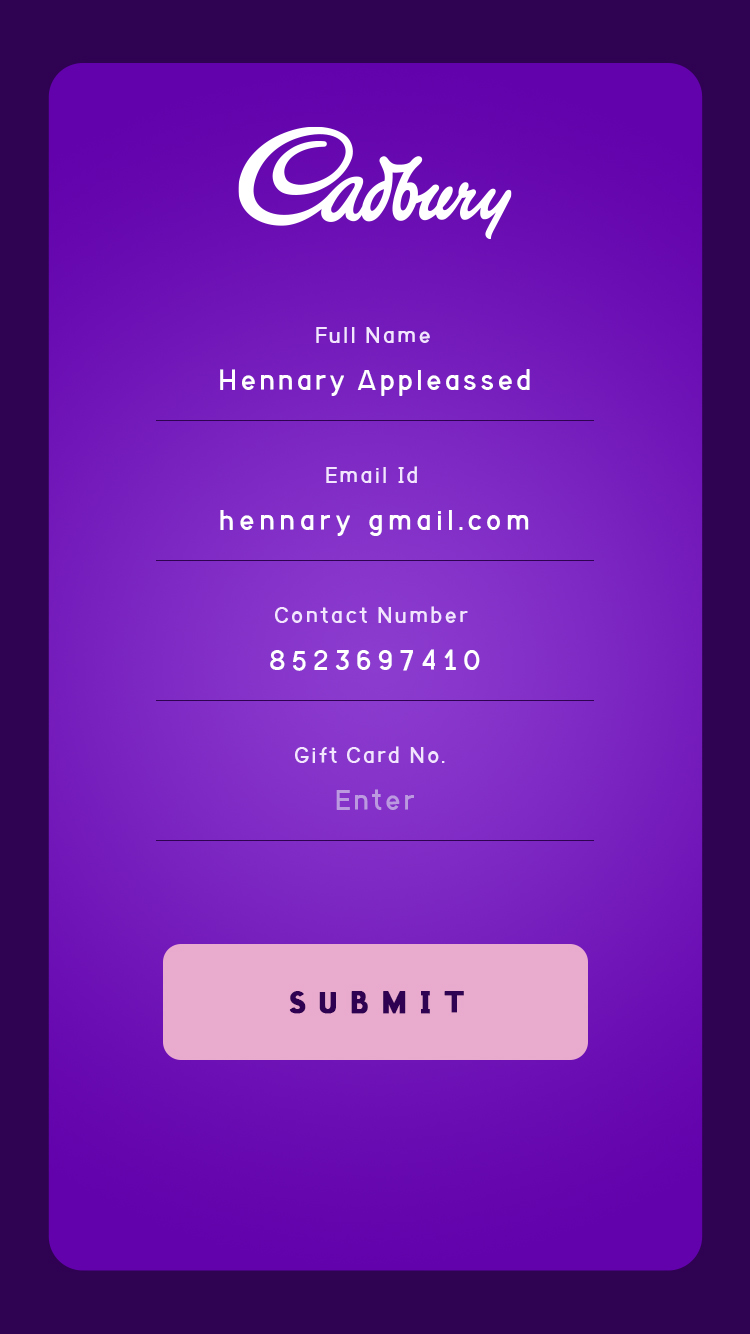 Cadbury
Full Name
Hennary Appleassed
Email Id
hennary gmail.com
Contact Number
8523697410
Gift Card No.
Enter
SUBMIT